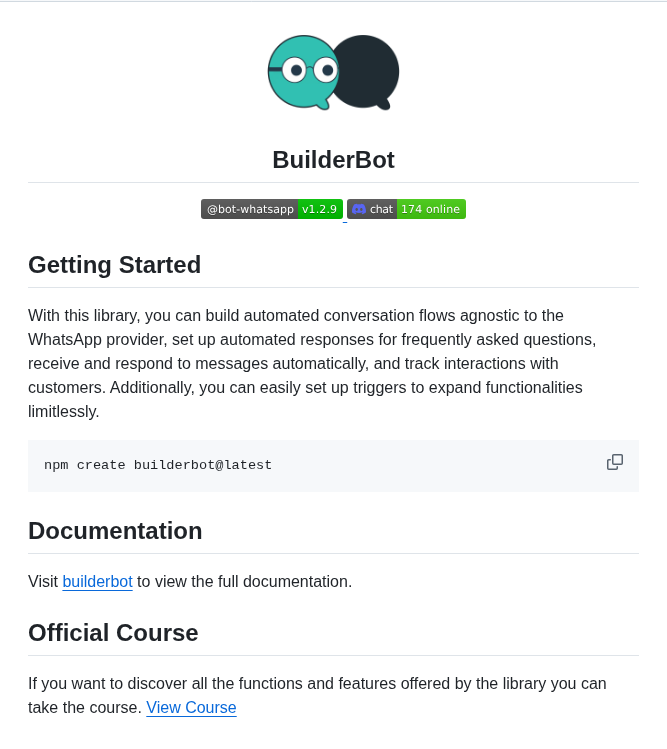 BuilderBot
@bot-whatsapp v1.2.9 chat 174 online
Getting Started
With this library, you can build automated conversation flows agnostic to the
WhatsApp provider, set up automated responses for frequently asked questions,
receive and respond to messages automatically, and track interactions with
customers. Additionally, you can easily set up triggers to expand functionalities
limitlessly.
npm create builderbot@latest
Documentation
Visit builderbot to view the full documentation.
Official Course
If you want to discover all the functions and features offered by the library you can
take the course. View Course